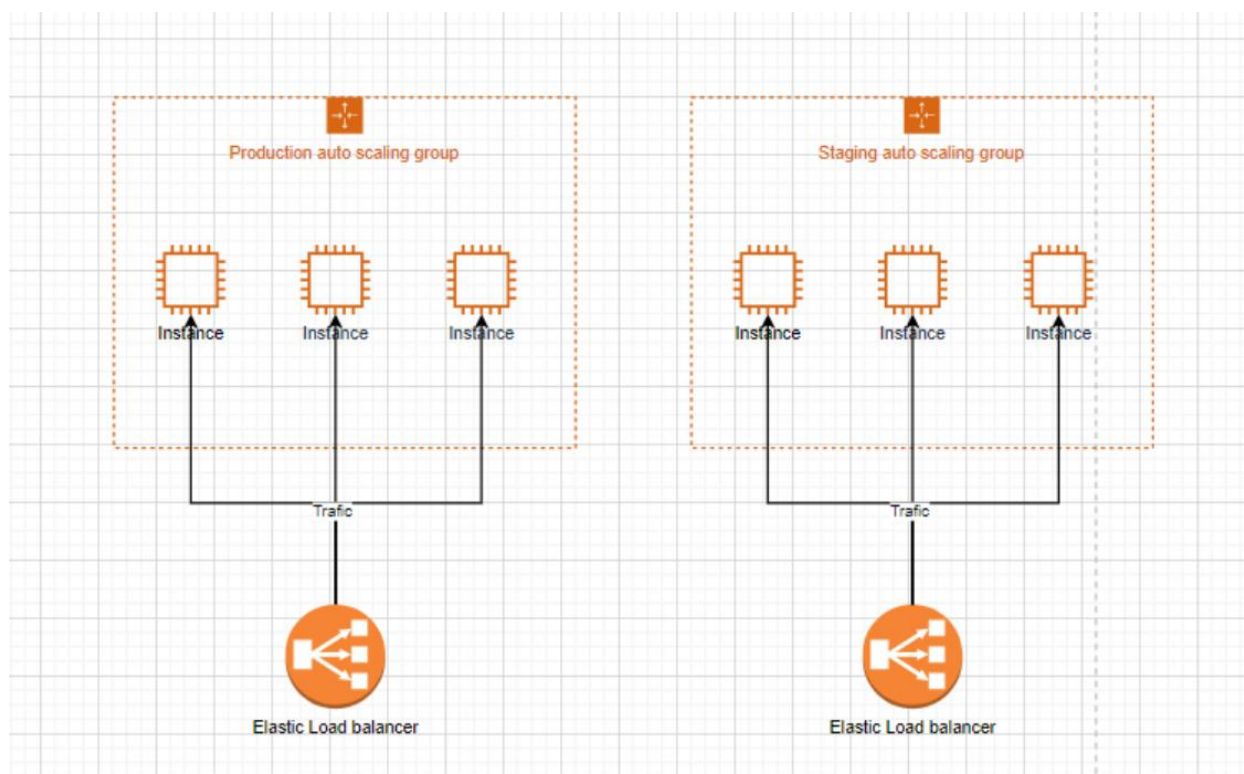 Production auto scaling group
Staging auto scaling group
Instance Instance Instance
Instance Instance Instance
Trafic
Trafic
Elastic Load balancer
Elastic Load balancer